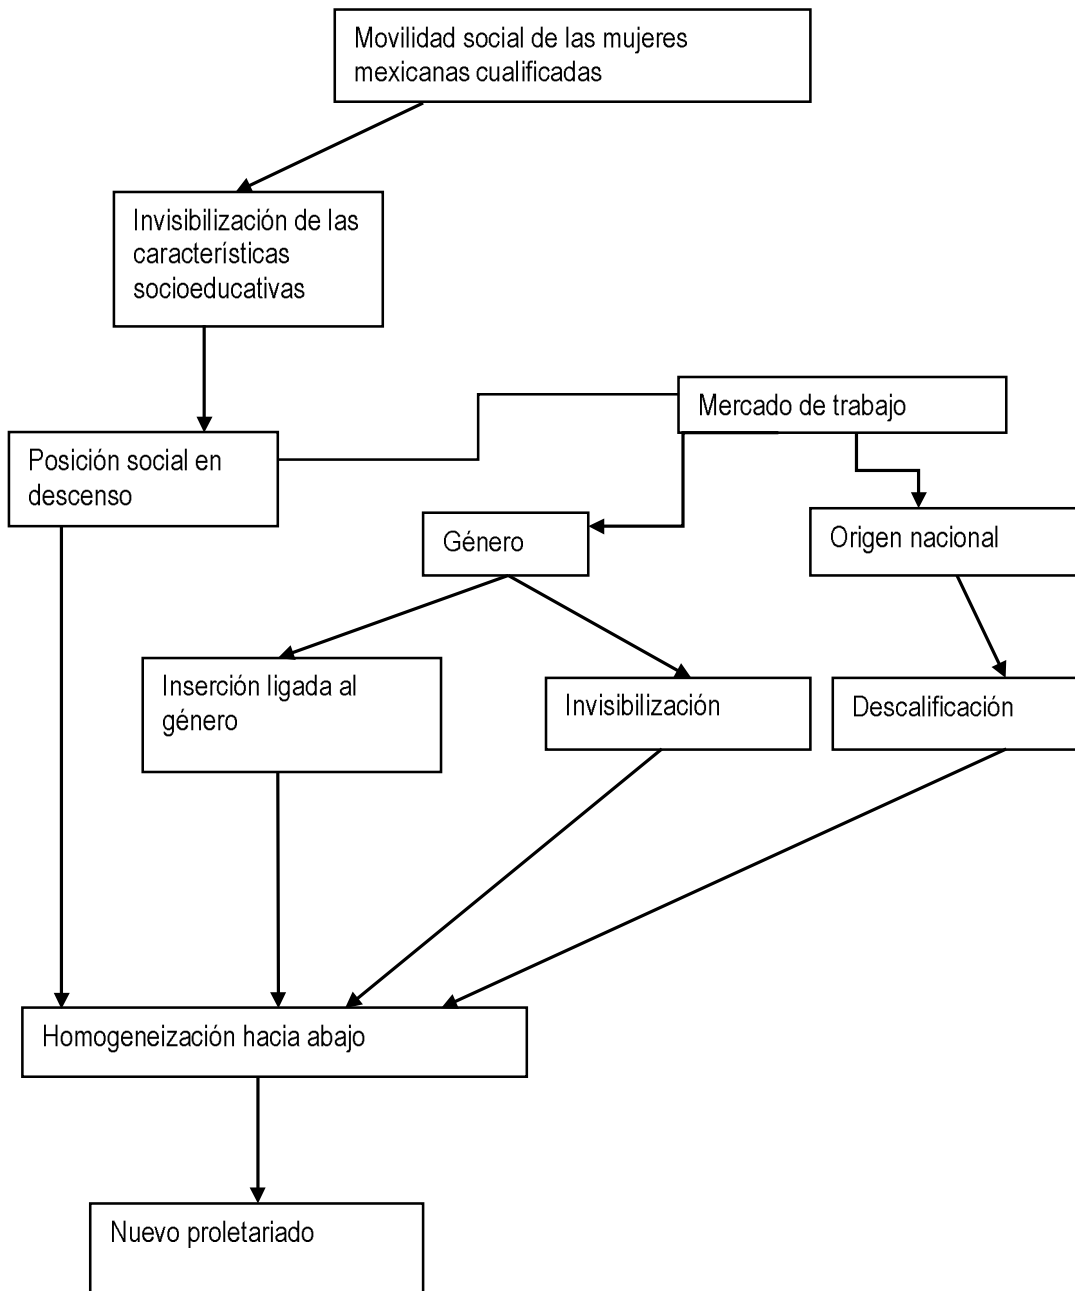 Movilidad social de las mujeres
mexicanas cualificadas
Invisibilización de las
características
socioeducativas
Mercado de trabajo
Posición social en
descenso
Género
Origen nacional
Inserción ligada al
género
Invisibilización
Descalificación
Homogeneización hacia abajo
Nuevo proletariado